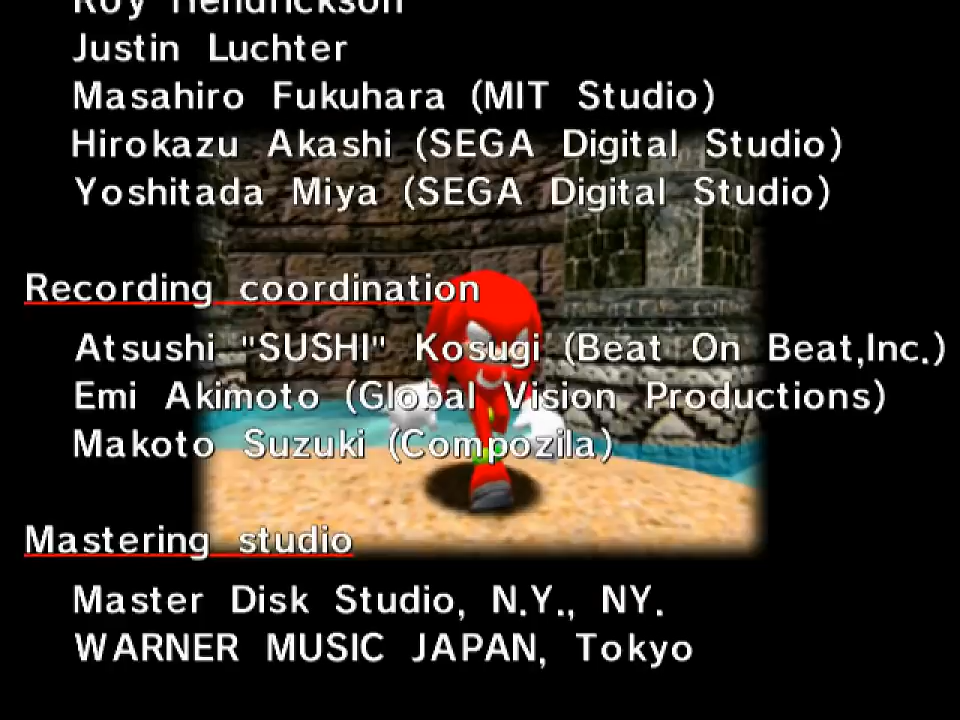 Roy Hendrickson
Justin Luchter
Masahiro Fukuhara (MIT Studio)
Hirokazu Akashi (SEGA Digital Studio)
Yoshitada Miya (SEGA Digital Studio)
Recording coordination
Atsushi "SUSHI" Kosugi (Beat On Beat,Inc.)
Emi Akimoto (Global Vision Productions)
Makoto Suzuki (Compozila)
Mastering studio
Master Disk Studio, N.Y., NY.
WARNER MUSIC JAPAN, Tokyo